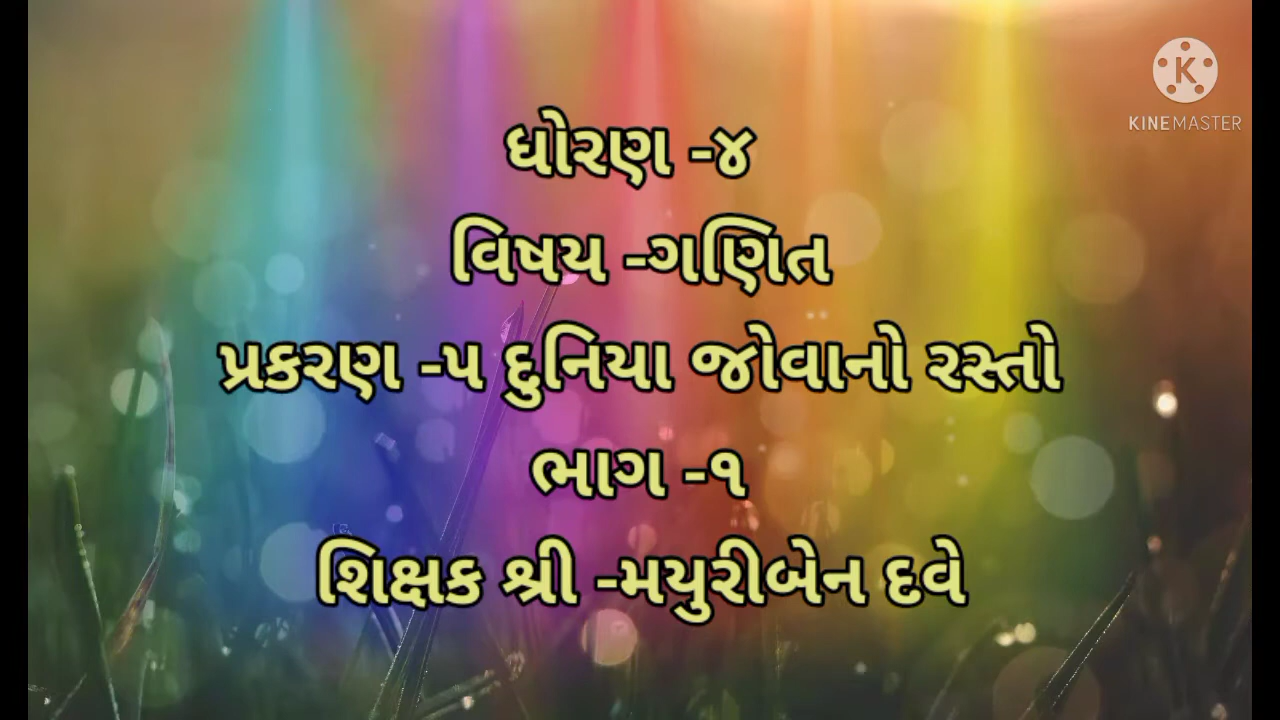 KINEMASTER
ધોરણ -૪
વિષય -ગણિત
પ્રકરણ -૫ દુનિયા જોવાનો રસ્તો
ભાગ -૧
શિક્ષક શ્રી -મયુરીબેન દવે